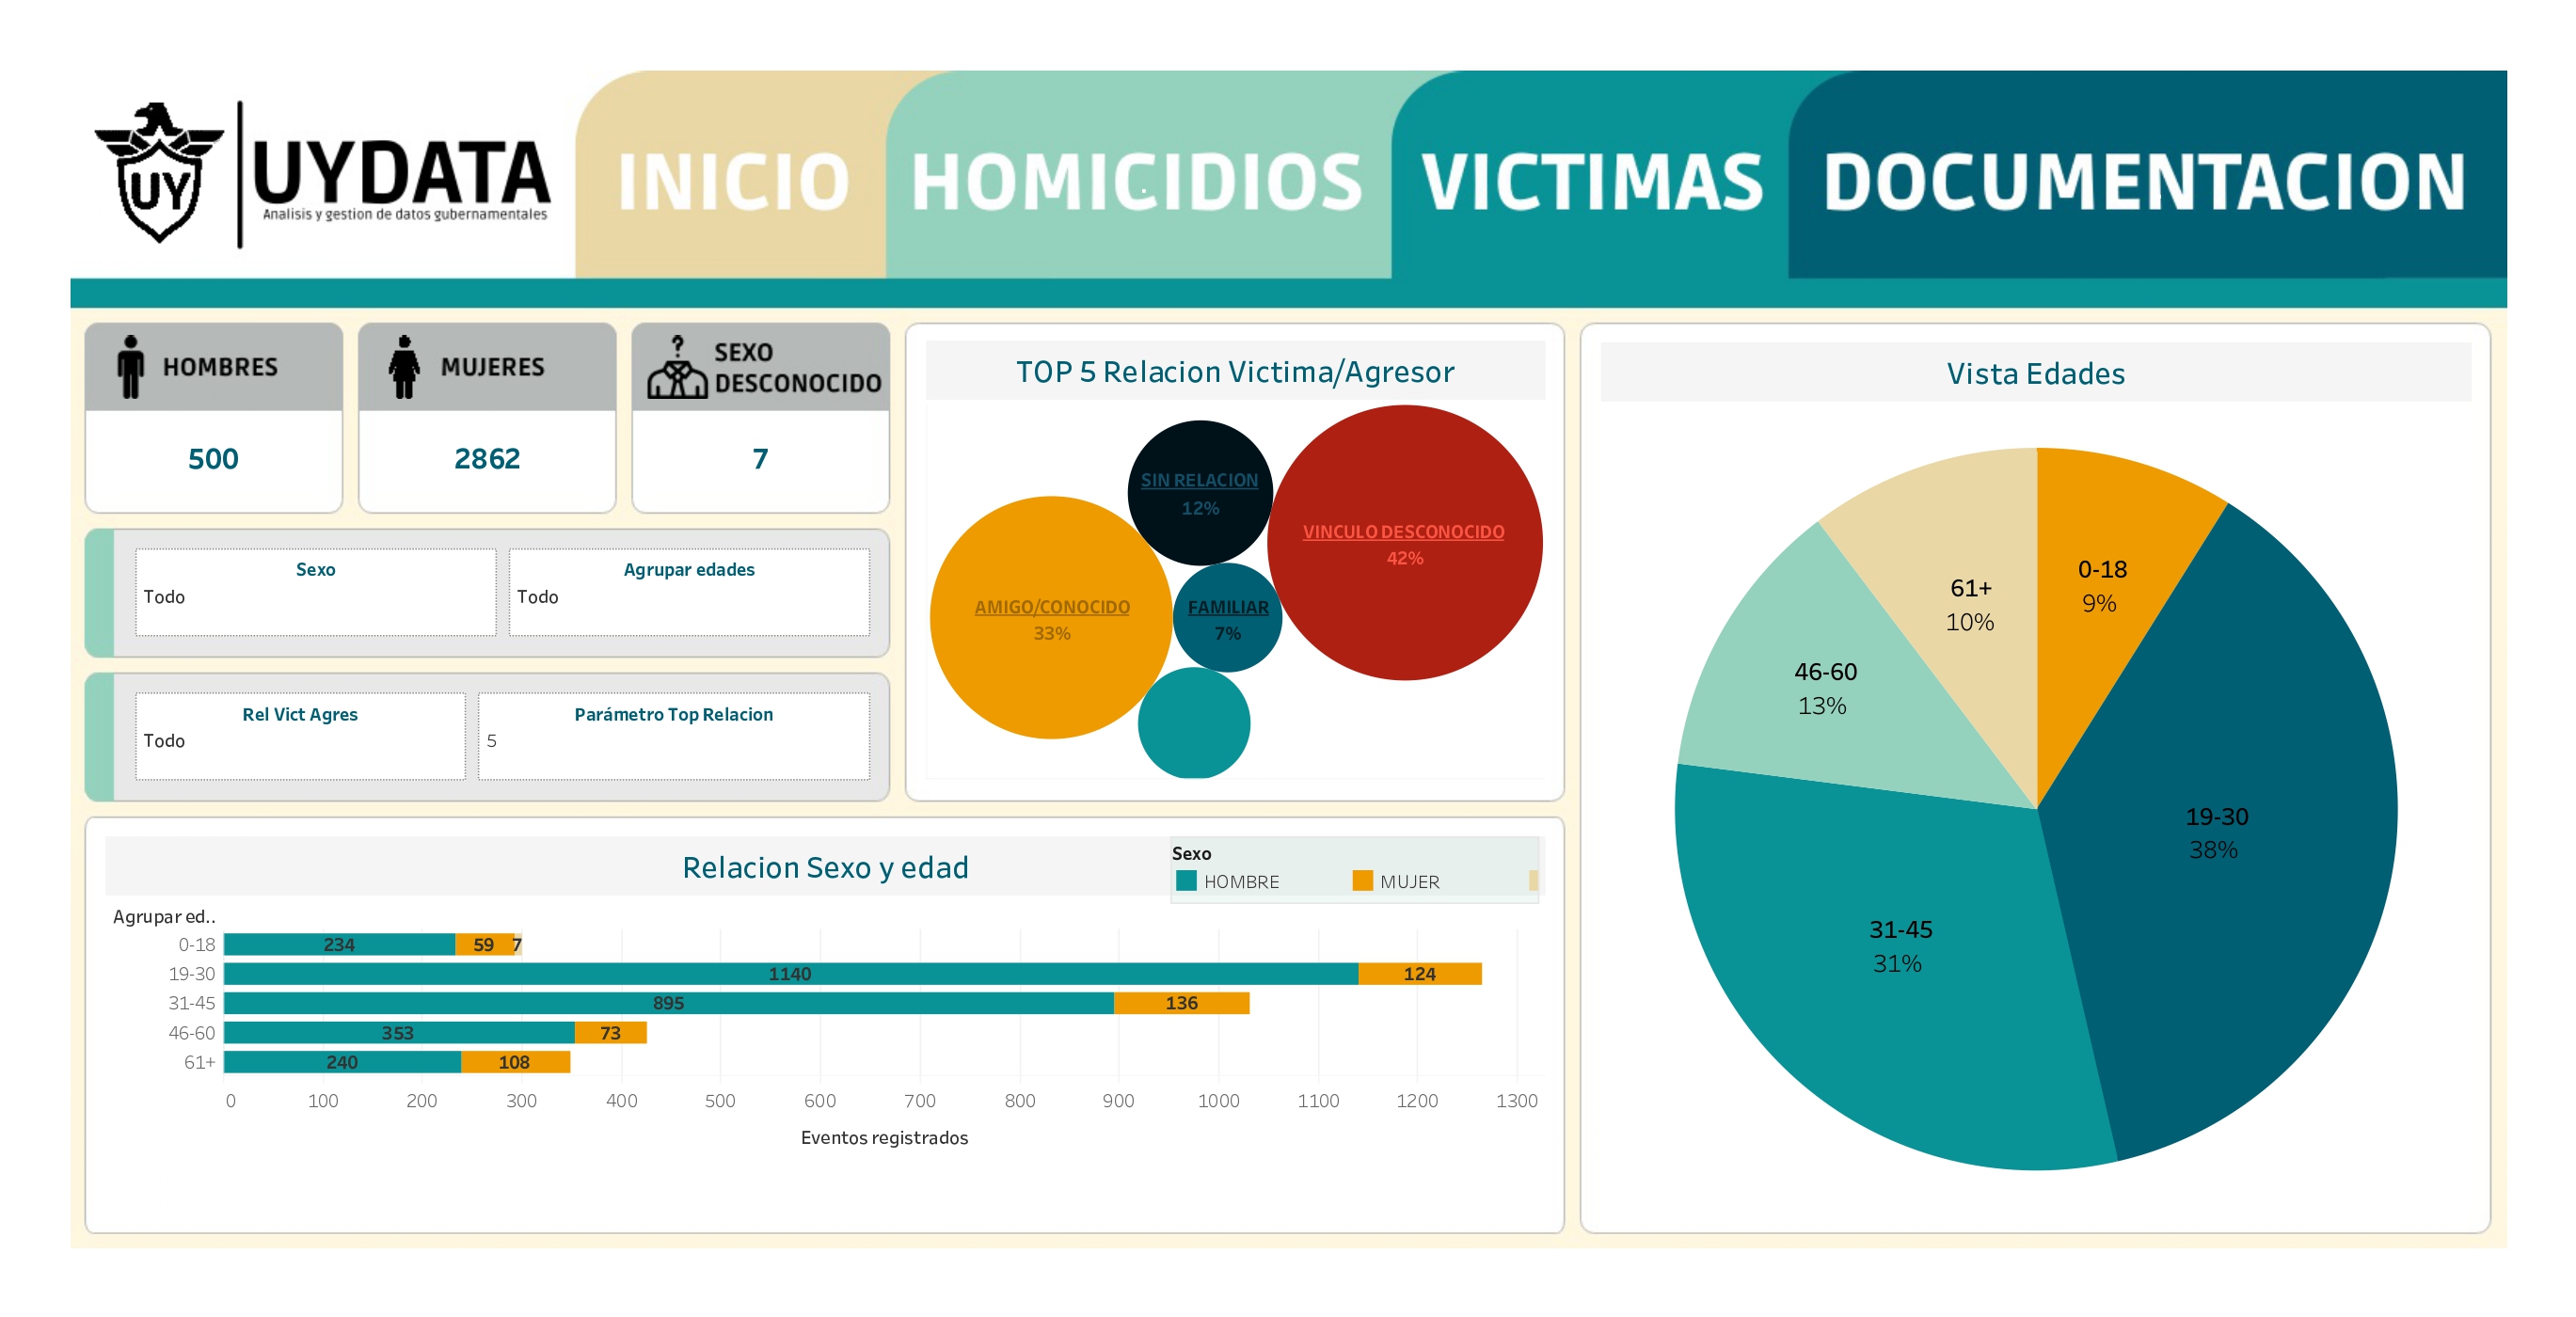 UY
UYDATA
Analisis y gestion de datos gubernamentales
INICIO
HOMICIDIOS
VICTIMAS
DOCUMENTACION
HOMBRES
500
MUJERES
2862
?
SEXO
DESCONOCIDO
7
Sexo
Todo
Agrupar edades
Todo
Rel Vict Agres
Todo
Parámetro Top Relacion
5
TOP 5 Relacion Victima/Agresor
SIN RELACION
12%
VINCULO DESCONOCIDO
42%
AMIGO/CONOCIDO
33%
FAMILIAR
7%
Vista Edades
0-18
9%
61+
10%
46-60
13%
19-30
38%
31-45
31%
Relacion Sexo y edad
Sexo
HOMBRE
MUJER
Agrupar ed..
0-18 234 59 7
19-30 1140 124
31-45 895 136
46-60 353 73
61+ 240 108
0 100 200 300 400 500 600 700 800 900 1000 1100 1200 1300
Eventos registrados